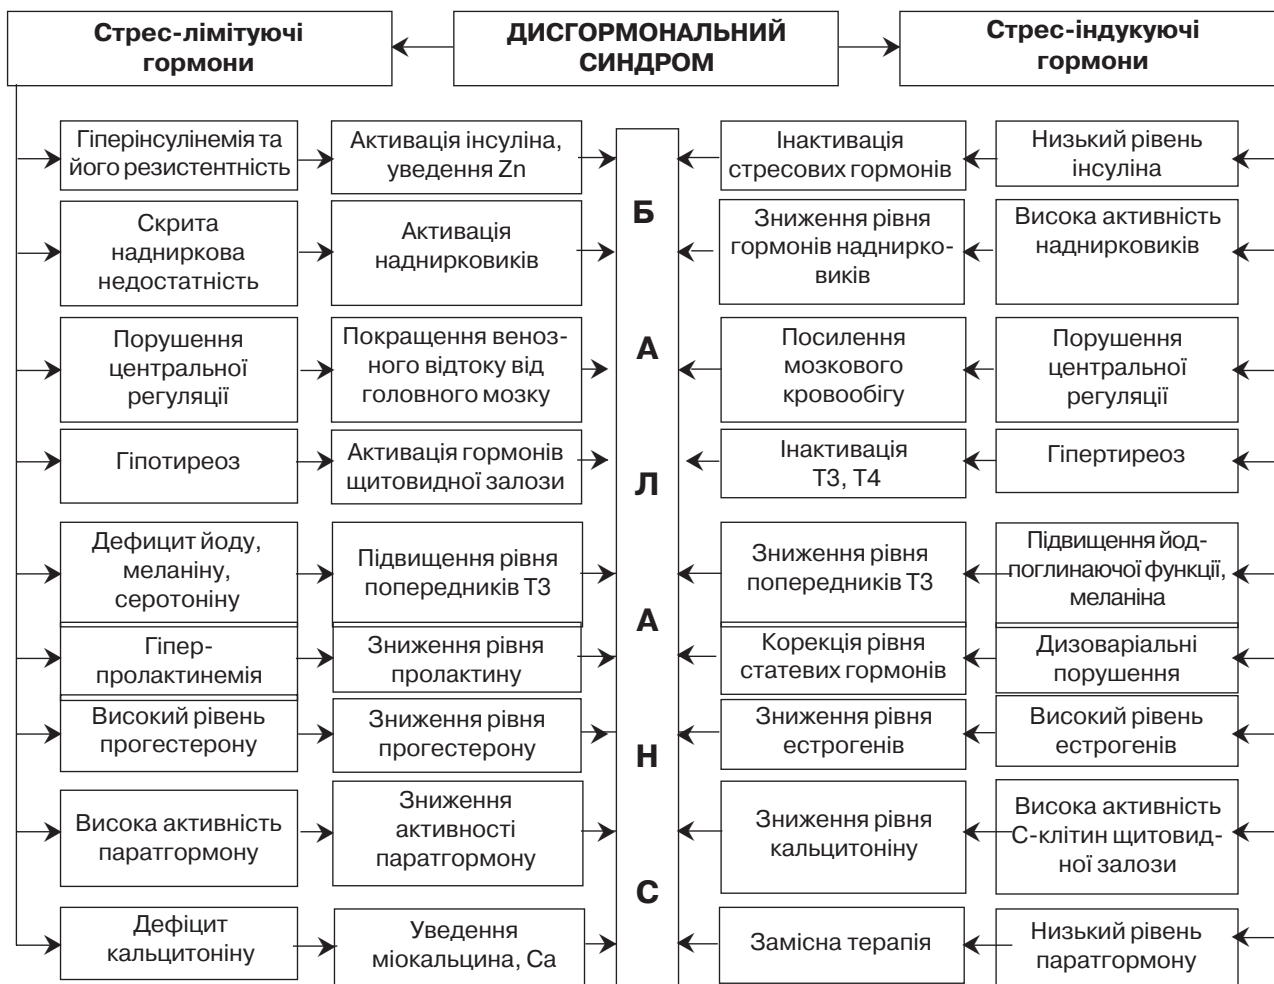 Стрес-лімітуючі
гормони
ДИСГОРМОНАЛЬНИЙ
СИНДРОМ
Стрес-індукуючі
гормони
Гіперінсулінемія та
його резистентність
Активація інсуліна,
уведення Zn
Інактивація
стресових гормонів
Низький рівень
інсуліна
Скрита
надниркова
недостатність
Активація
наднирковиків
Зниження рівня
гормонів наднирко-
виків
Висока активність
наднирковиків
Порушення
центральної
регуляції
Покращення веноз-
ного відтоку від
головного мозку
Посилення
мозкового
кровообігу
Порушення
центральної
регуляції
Гіпотиреоз
Активація гормонів
щитовидної залози
Інактивація
Т3, Т4
Гіпертиреоз
Дефицит йоду,
меланіну,
серотоніну
Підвищення рівня
попередників Т3
Зниження рівня
попередників Т3
Підвищення йод-
поглинаючої функції,
меланіна
Гіпер-
пролактинемія
Зниження рівня
пролактину
Корекція рівня
статевих гормонів
Дизоваріальні
порушення
Високий рівень
прогестерону
Зниження рівня
прогестерону
Зниження рівня
естрогенів
Високий рівень
естрогенів
Висока активність
паратгормону
Зниження
активності
паратгормону
Зниження рівня
кальцитоніну
Висока активність
С-клітин щитовид-
ної залози
Дефіцит
кальцитоніну
Уведення
міокальцина, Са
Замісна терапія
Низький рівень
паратгормону
Б
А
Л
А
Н
С